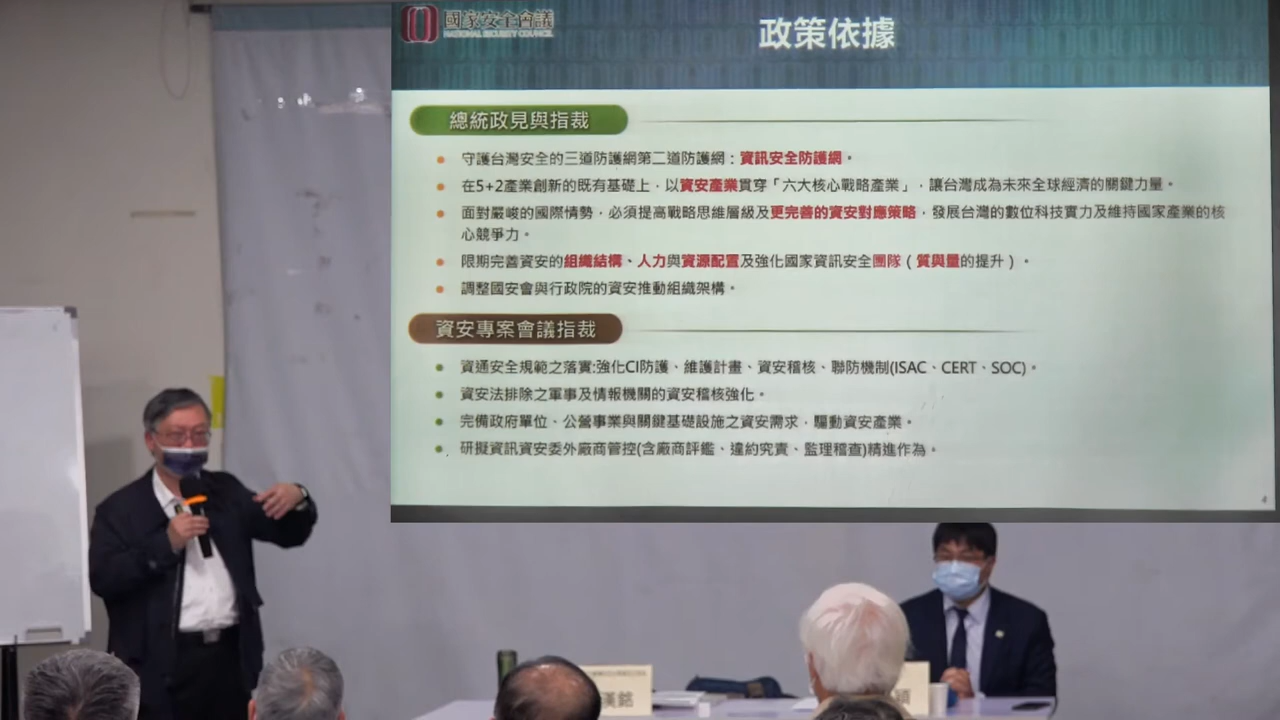 國家安全會議
NATIONAL SECURITY COUNCIL
政策依據
總統政見與指裁
守護台灣安全的三道防護網第二道防護網：資訊安全防護網。
在5+2產業創新的既有基礎上，以資安產業貫穿「六大核心戰略產業」，讓台灣成為未來全球經濟的關鍵力量。
面對嚴峻的國際情勢，必須提高戰略思維層級及更完善的資安對應策略，發展台灣的數位科技實力及維持國家產業的核
心競爭力。
限期完善資安的組織結構、人力與資源配置及強化國家資訊安全團隊（質與量的提升）。
調整國安會與行政院的資安推動組織架構。
資安專案會議指裁
資通安全規範之落實:強化CI防護、維護計畫、資安稽核、聯防機制(ISAC、CERT、SOC)。
資安法排除之軍事及情報機關的資安稽核強化。
完備政府單位、公營事業與關鍵基礎設施之資安需求，驅動資安產業。
研擬資訊資安委外廠商管控(含廠商評鑑、違約究責、監理稽查)精進作為。
4
漢銘
穎